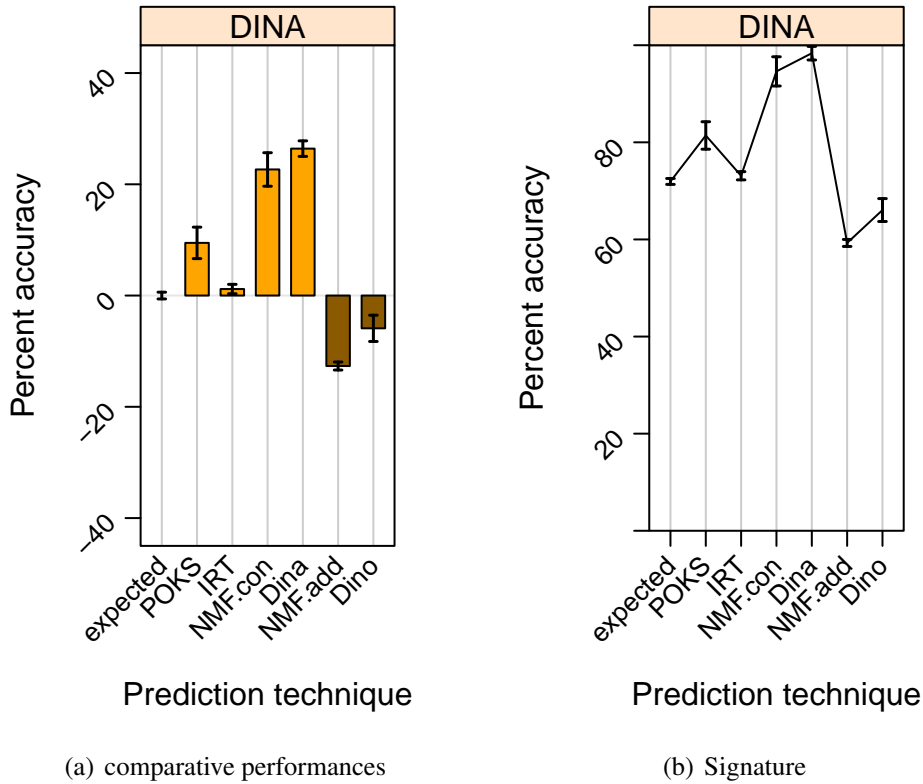 DINA
Percent accuracy
40
20
0
−20
−40
expected
POKS
IRT
NMF.con
Dina
NMF.add
Dino
Prediction technique
(a) comparative performances
DINA
Percent accuracy
80
60
40
20
expected
POKS
IRT
NMF.con
Dina
NMF.add
Dino
Prediction technique
(b) Signature